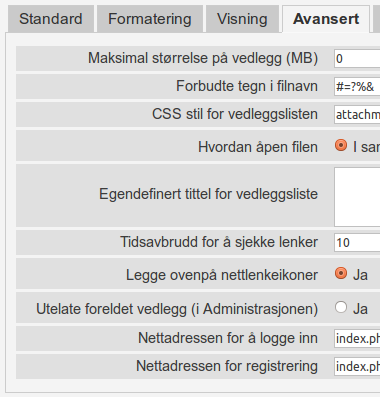 Standard Formatering Visning Avansert
Maksimal størrelse på vedlegg (MB) 0
Forbudte tegn i filnavn #=?%&
CSS stil for vedleggslisten attachm
Hvordan åpen filen I sar
Egendefinert tittel for vedleggsliste
Tidsavbrudd for å sjekke lenker 10
Legge ovenpå nettlenkeikoner Ja
Utelate foreldet vedlegg (i Administrasjonen) Ja
Nettadressen for å logge inn index.ph
Nettadressen for registrering index.ph